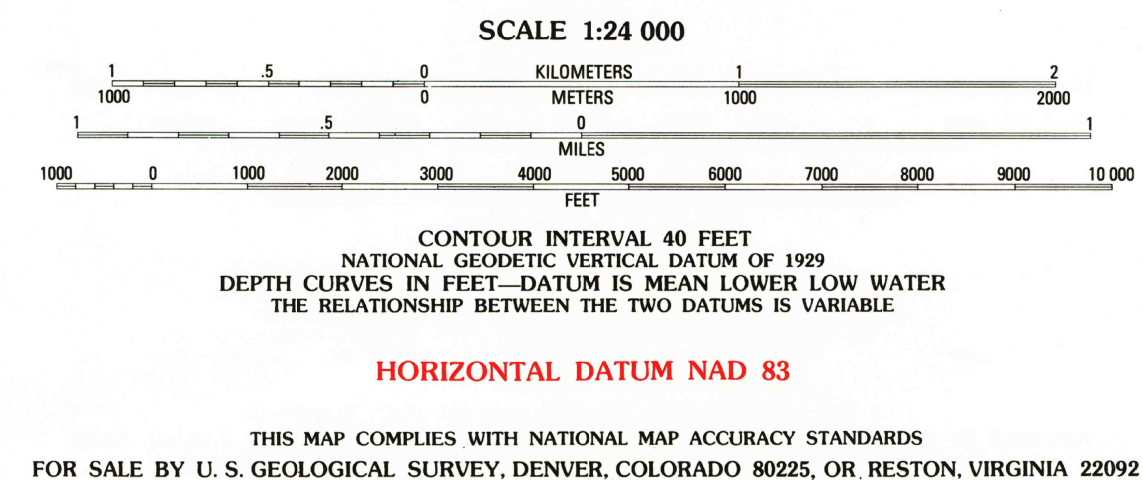 SCALE 1:24 000
1 .5 0 KILOMETERS 1 2
1000 0 METERS 1000 2000
1 .5 0 1
MILES
1000 0 1000 2000 3000 4000 5000 6000 7000 8000 9000 10 000
FEET
CONTOUR INTERVAL 40 FEET
NATIONAL GEODETIC VERTICAL DATUM OF 1929
DEPTH CURVES IN FEET—DATUM IS MEAN LOWER LOW WATER
THE RELATIONSHIP BETWEEN THE TWO DATUMS IS VARIABLE
HORIZONTAL DATUM NAD 83
THIS MAP COMPLIES WITH NATIONAL MAP ACCURACY STANDARDS
FOR SALE BY U. S. GEOLOGICAL SURVEY, DENVER, COLORADO 80225, OR RESTON, VIRGINIA 22092